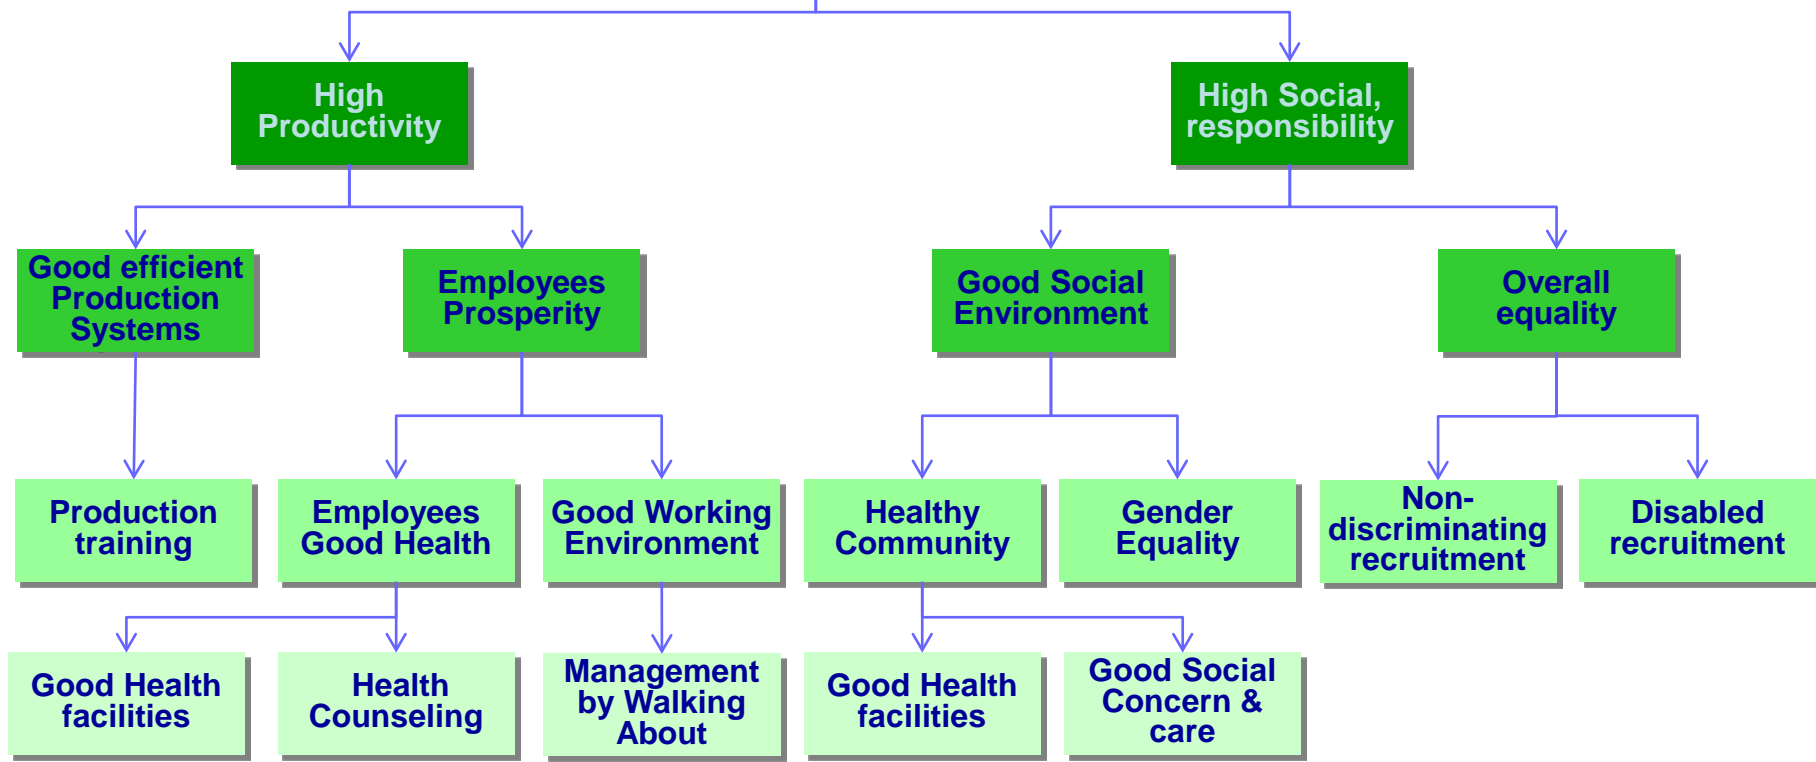 High
Productivity
High Social,
responsibility
Good efficient
Production
Systems
Employees
Prosperity
Good Social
Environment
Overall
equality
Production
training
Employees
Good Health
Good Working
Environment
Healthy
Community
Gender
Equality
Non-
discriminating
recruitment
Disabled
recruitment
Good Health
facilities
Health
Counseling
Management
by Walking
About
Good Health
facilities
Good Social
Concern &
care